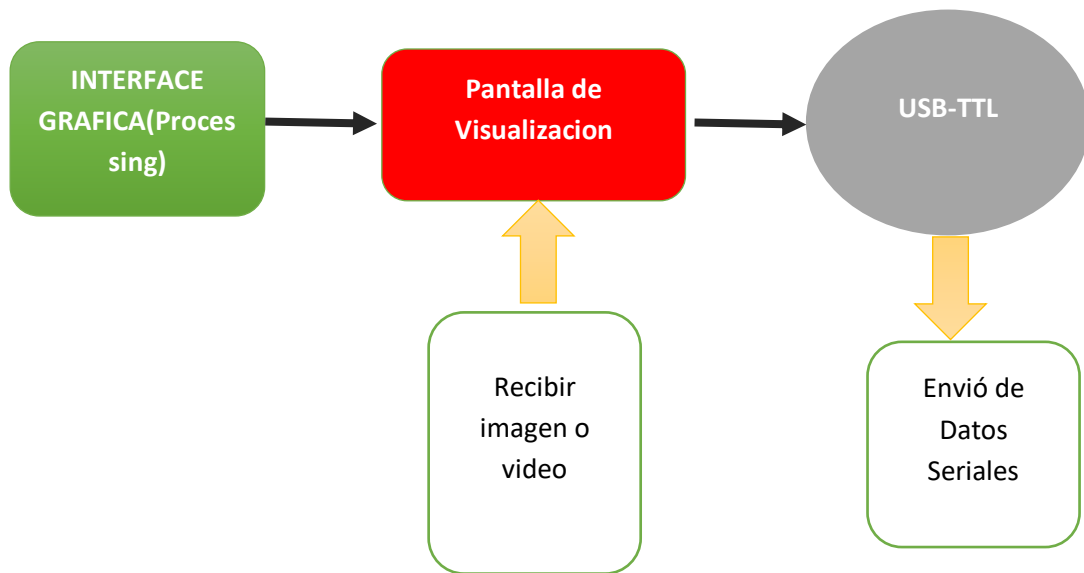 INTERFACE
GRAFICA(Proces
sing)
Pantalla de
Visualizacion
USB-TTL
Recibir
imagen o
video
Envió de
Datos
Seriales